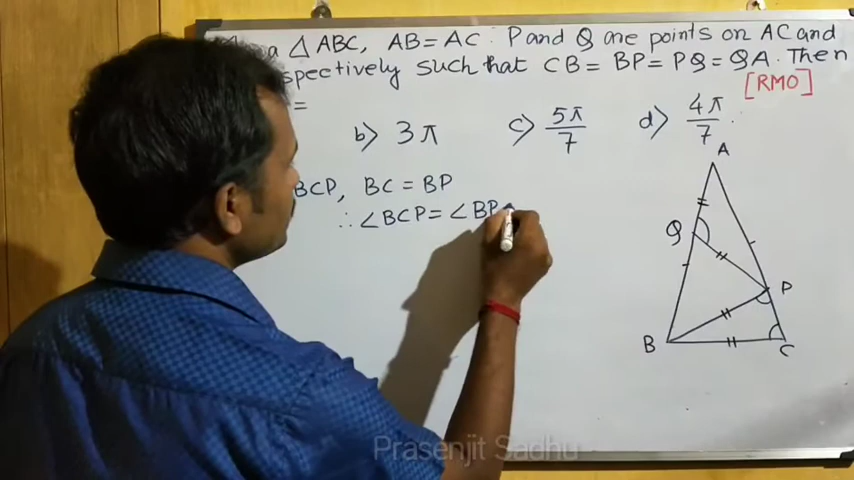 a △ABC, AB=AC. P and Q are points on AC and
spectively such that CB = BP = PQ = QA. Then
=
[RMO]
b) 3π
c) 5π/7
d) 4π/7.
BCP, BC = BP
∴ ∠BCP = ∠BP
A
Q
P
B
C
Prasenjit Sadhu